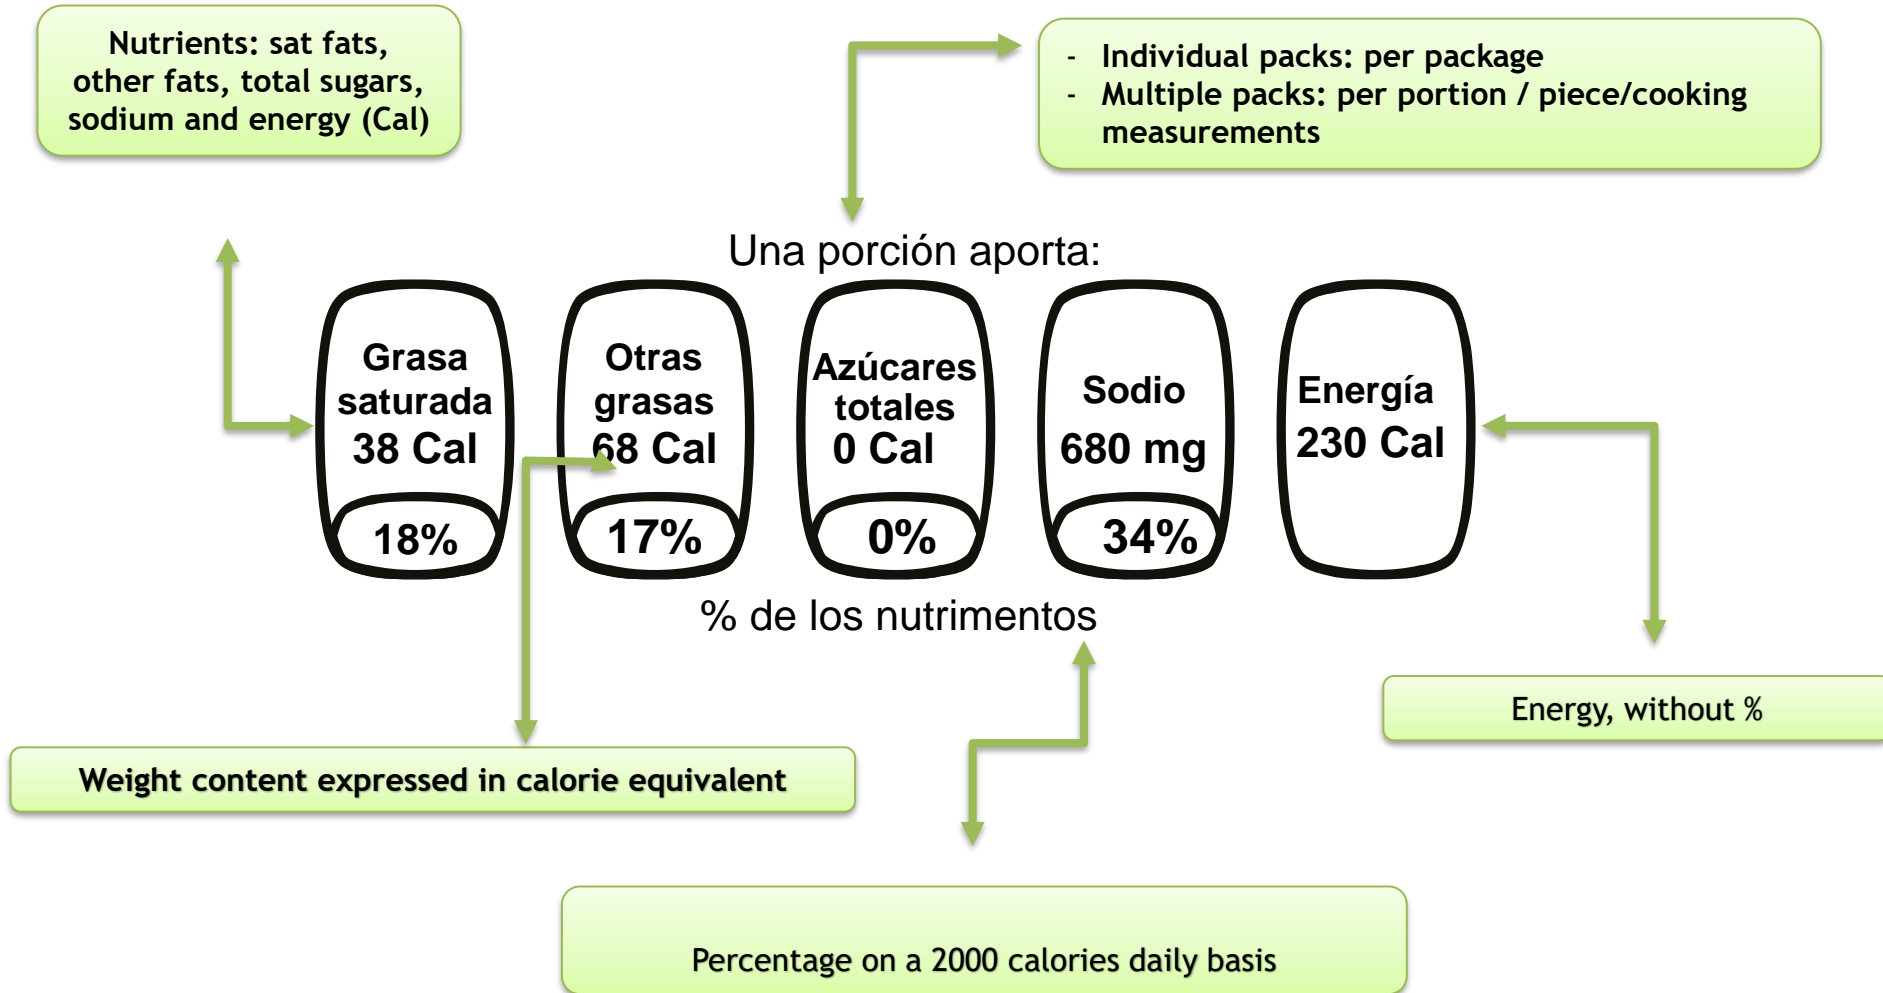 Nutrients: sat fats,
other fats, total sugars,
sodium and energy (Cal)
- Individual packs: per package
- Multiple packs: per portion / piece/cooking
measurements
Una porción aporta:
Grasa
saturada
38 Cal
18%
Otras
grasas
68 Cal
17%
Azúcares
totales
0 Cal
0%
Sodio
680 mg
34%
Energía
230 Cal
% de los nutrimentos
Energy, without %
Weight content expressed in calorie equivalent
Percentage on a 2000 calories daily basis